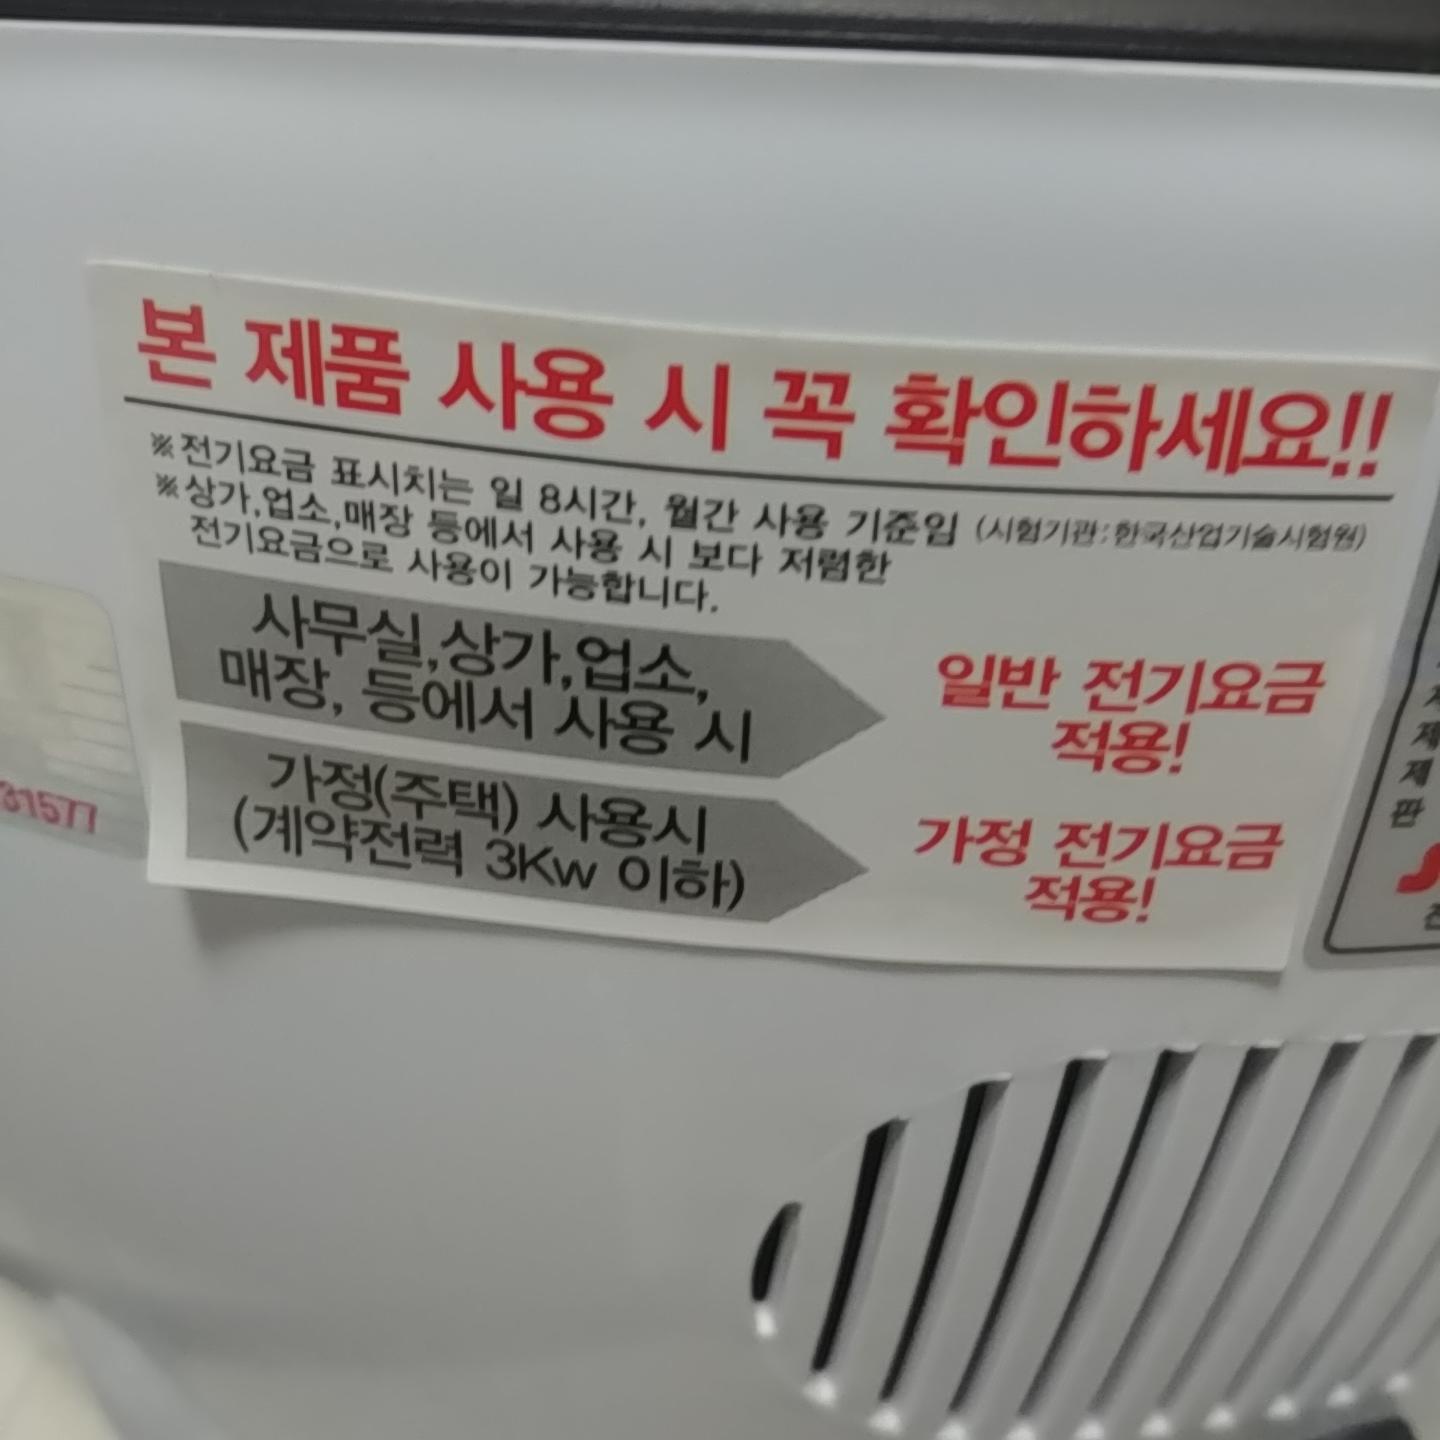 본 제품 사용 시 꼭 확인하세요!!
※전기요금 표시치는 일 8시간, 월간 사용 기준임 (시험기관:한국산업기술시험원)
※상가,업소,매장 등에서 사용 시 보다 저렴한
전기요금으로 사용이 가능합니다.
사무실,상가,업소,
매장, 등에서 사용 시
일반 전기요금
적용!
가정(주택) 사용시
(계약전력 3Kw 이하)
가정 전기요금
적용!
31577
제
제
판